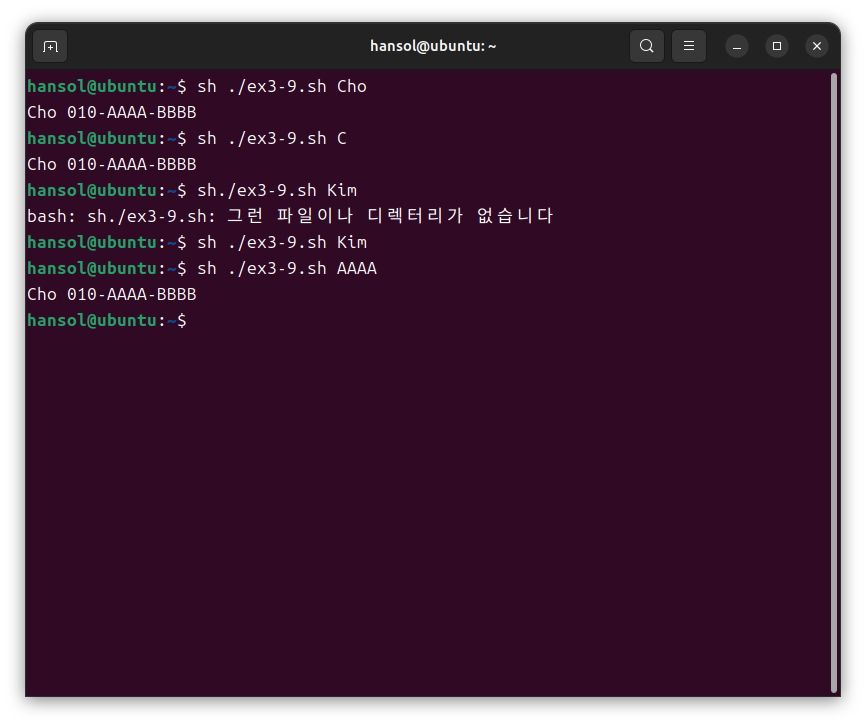 hansol@ubuntu: ~
hansol@ubuntu:~$ sh ./ex3-9.sh Cho
Cho 010-AAAA-BBBB
hansol@ubuntu:~$ sh ./ex3-9.sh C
Cho 010-AAAA-BBBB
hansol@ubuntu:~$ sh./ex3-9.sh Kim
bash: sh./ex3-9.sh: 그런 파일이나 디렉터리가 없습니다
hansol@ubuntu:~$ sh ./ex3-9.sh Kim
hansol@ubuntu:~$ sh ./ex3-9.sh AAAA
Cho 010-AAAA-BBBB
hansol@ubuntu:~$